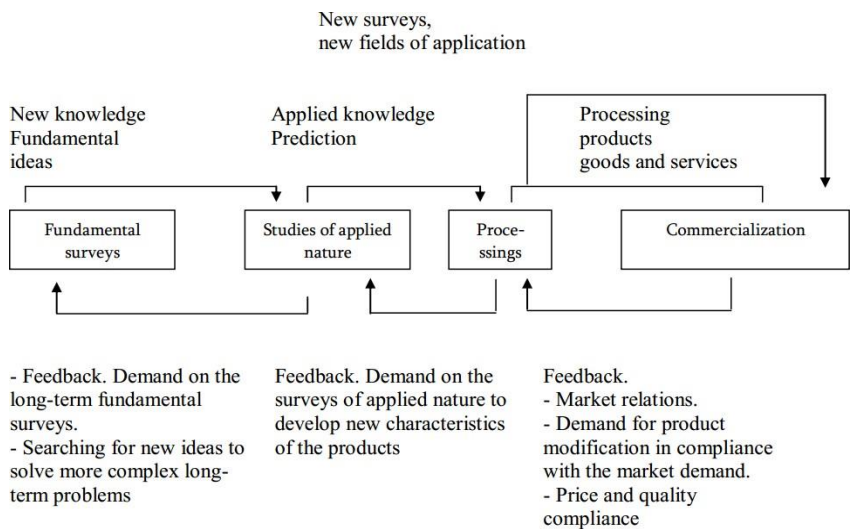 New surveys,
new fields of application
New knowledge
Fundamental
ideas
Applied knowledge
Prediction
Processing
products
goods and services
Fundamental
surveys
Studies of applied
nature
Proce-
ssings
Commercialization
- Feedback. Demand on the
long-term fundamental
surveys.
- Searching for new ideas to
solve more complex long-
term problems
Feedback. Demand on the
surveys of applied nature to
develop new characteristics
of the products
Feedback.
- Market relations.
- Demand for product
modification in compliance
with the market demand.
- Price and quality
compliance